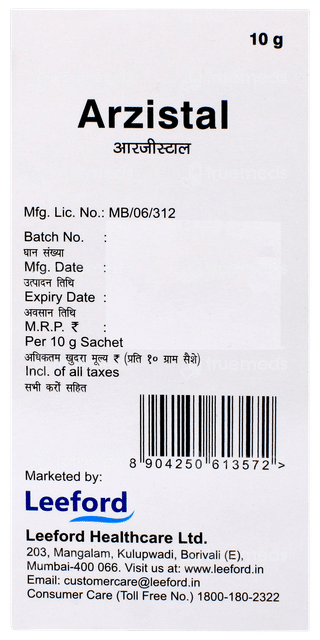 10 g
Arzistal
आरजीस्टाल
Mfg. Lic. No.: MB/06/312
Batch No. :
घान संख्या
Mfg. Date :
उत्पादन तिथि
Expiry Date :
अवसान तिथि
M.R.P. ₹ :
Per 10 g Sachet
अधिकतम खुदरा मूल्य ₹ (प्रति १० ग्राम सैशे)
Incl. of all taxes
सभी करों सहित
8 904250 613572 >
Marketed by:
Leeford
Leeford Healthcare Ltd.
203, Mangalam, Kulupwadi, Borivali (E),
Mumbai-400 066. Visit us at: www.leeford.in
Email: customercare@leeford.in
Consumer Care (Toll Free No.) 1800-180-2322